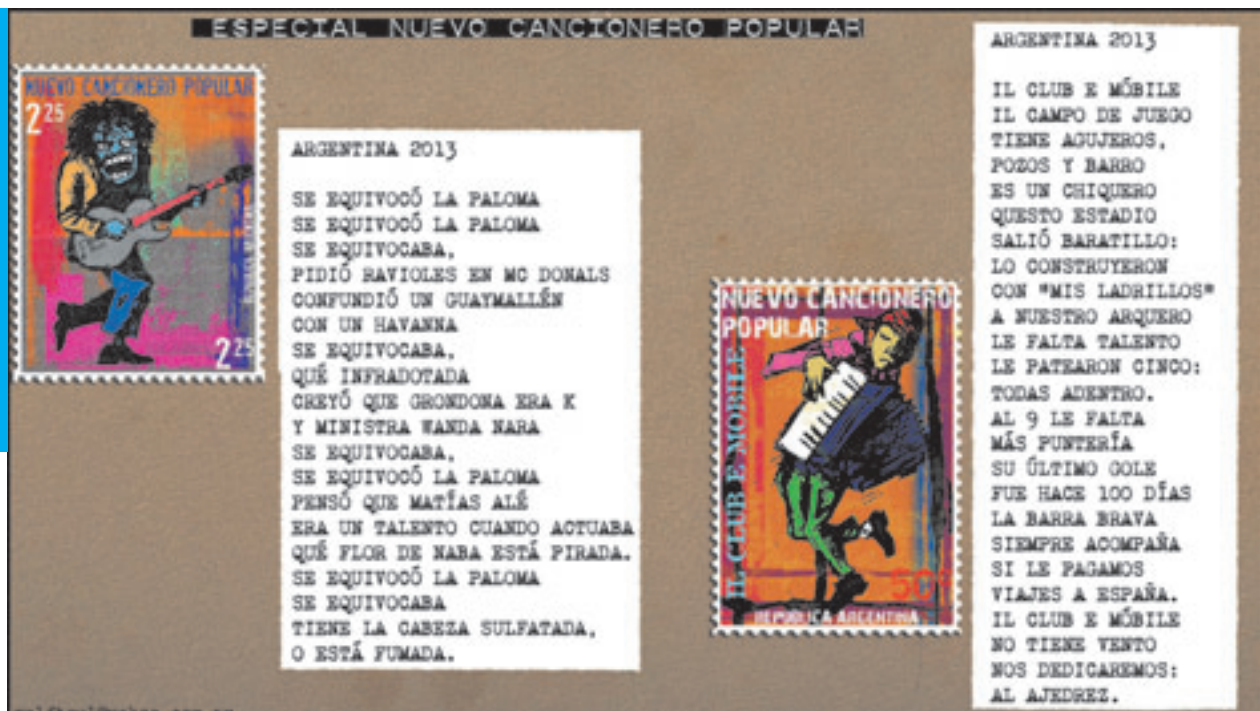 ESPECIAL NUEVO CANCIONERO POPULAR
NUEVO CANCIONERO POPULAR
2 25
2 25
ARGENTINA 2013
SE EQUIVOCÓ LA PALOMA
SE EQUIVOCÓ LA PALOMA
SE EQUIVOCABA,
PIDIÓ RAVIOLES EN MC DONALS
CONFUNDIÓ UN GUAYMALLÉN
CON UN HAVANNA
SE EQUIVOCABA,
QUÉ INFRADOTADA
CREYÓ QUE GRONDONA ERA K
Y MINISTRA WANDA NARA
SE EQUIVOCABA,
SE EQUIVOCÓ LA PALOMA
PENSÓ QUE MATÍAS ALÉ
ERA UN TALENTO CUANDO ACTUABA
QUÉ FLOR DE NABA ESTÁ PIRADA.
SE EQUIVOCÓ LA PALOMA
SE EQUIVOCABA
TIENE LA CABEZA SULFATADA,
O ESTÁ FUMADA.
NUEVO CANCIONERO
POPULAR
IL CLUB E MOBILE
50
REPUBLICA ARGENTINA
ARGENTINA 2013
IL CLUB E MÓBILE
IL CAMPO DE JUEGO
TIENE AGUJEROS,
POZOS Y BARRO
ES UN CHIQUERO
QUESTO ESTADIO
SALIÓ BARATILLO:
LO CONSTRUYERON
CON "MIS LADRILLOS"
A NUESTRO ARQUERO
LE FALTA TALENTO
LE PATEARON CINCO:
TODAS ADENTRO.
AL 9 LE FALTA
MÁS PUNTERÍA
SU ÚLTIMO GOLE
FUE HACE 100 DÍAS
LA BARRA BRAVA
SIEMPRE ACOMPAÑA
SI LE PAGAMOS
VIAJES A ESPAÑA.
IL CLUB E MÓBILE
NO TIENE VENTO
NOS DEDICAREMOS:
AL AJEDREZ.